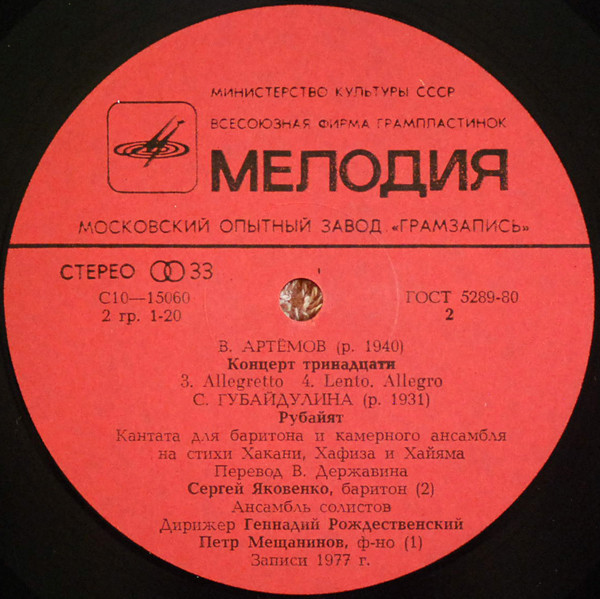 МИНИСТЕРСТВО КУЛЬТУРЫ СССР
ВСЕСОЮЗНАЯ ФИРМА ГРАМПЛАСТИНОК
МЕЛОДИЯ
МОСКОВСКИЙ ОПЫТНЫЙ ЗАВОД «ГРАМЗАПИСЬ»
СТЕРЕО 33
С10—15060
2 гр. 1-20
ГОСТ 5289-80
2
В. АРТЁМОВ (р. 1940)
Концерт тринадцати
3. Allegretto 4. Lento. Allegro
С. ГУБАЙДУЛИНА (р. 1931)
Рубайят
Кантата для баритона и камерного ансамбля
на стихи Хакани, Хафиза и Хайяма
Перевод В. Державина
Сергей Яковенко, баритон (2)
Ансамбль солистов
Дирижер Геннадий Рождественский
Петр Мещанинов, ф-но (1)
Записи 1977 г.